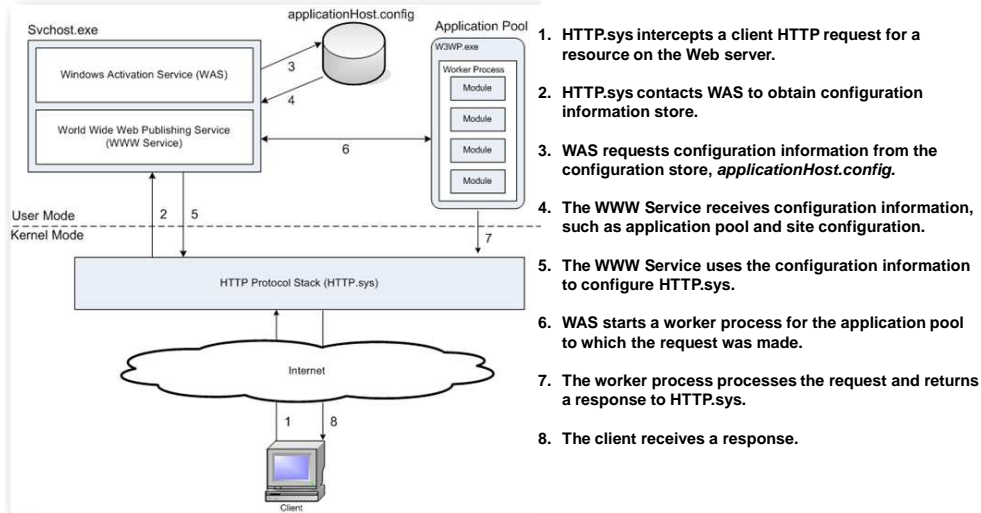 applicationHost.config
Svchost.exe
Application Pool
W3WP.exe
Windows Activation Service (WAS)
3
4
Worker Process
Module
Module
Module
Module
World Wide Web Publishing Service
(WWW Service)
6
User Mode
2
5
Kernel Mode
7
HTTP Protocol Stack (HTTP.sys)
Internet
1
8
Client
1. HTTP.sys intercepts a client HTTP request for a
resource on the Web server.
2. HTTP.sys contacts WAS to obtain configuration
information store.
3. WAS requests configuration information from the
configuration store, applicationHost.config.
4. The WWW Service receives configuration information,
such as application pool and site configuration.
5. The WWW Service uses the configuration information
to configure HTTP.sys.
6. WAS starts a worker process for the application pool
to which the request was made.
7. The worker process processes the request and returns
a response to HTTP.sys.
8. The client receives a response.